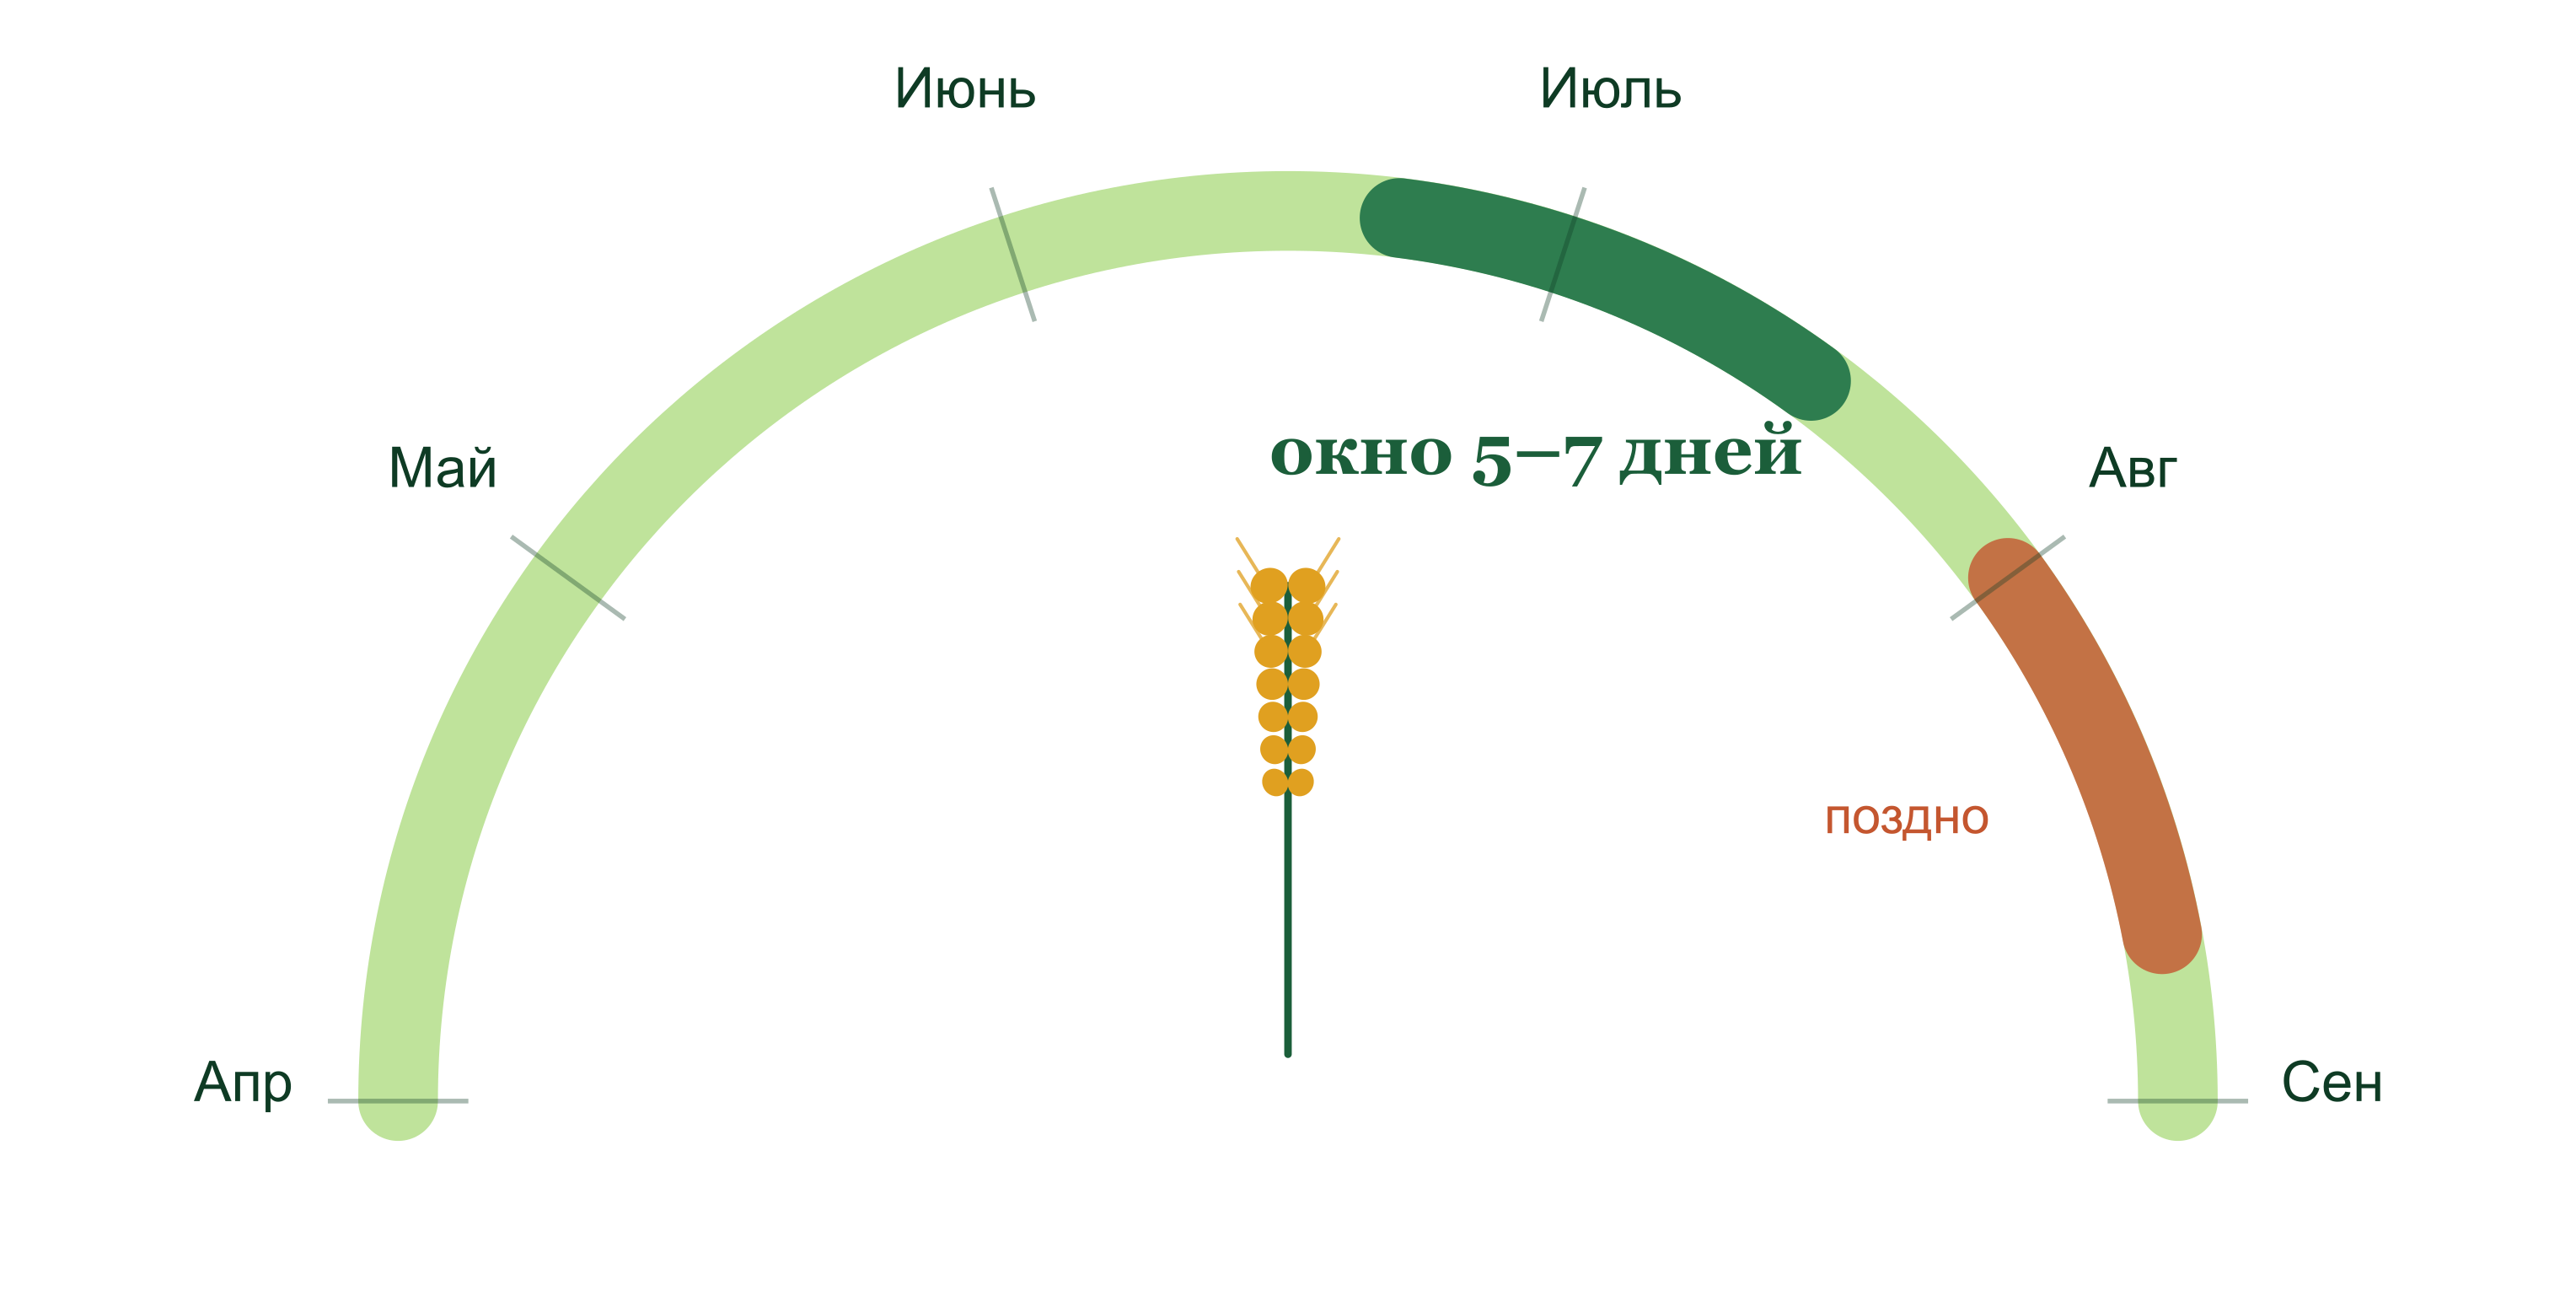 Июнь
Июль
окно 5–7 дней
Май
Авг
поздно
Апр
Сен